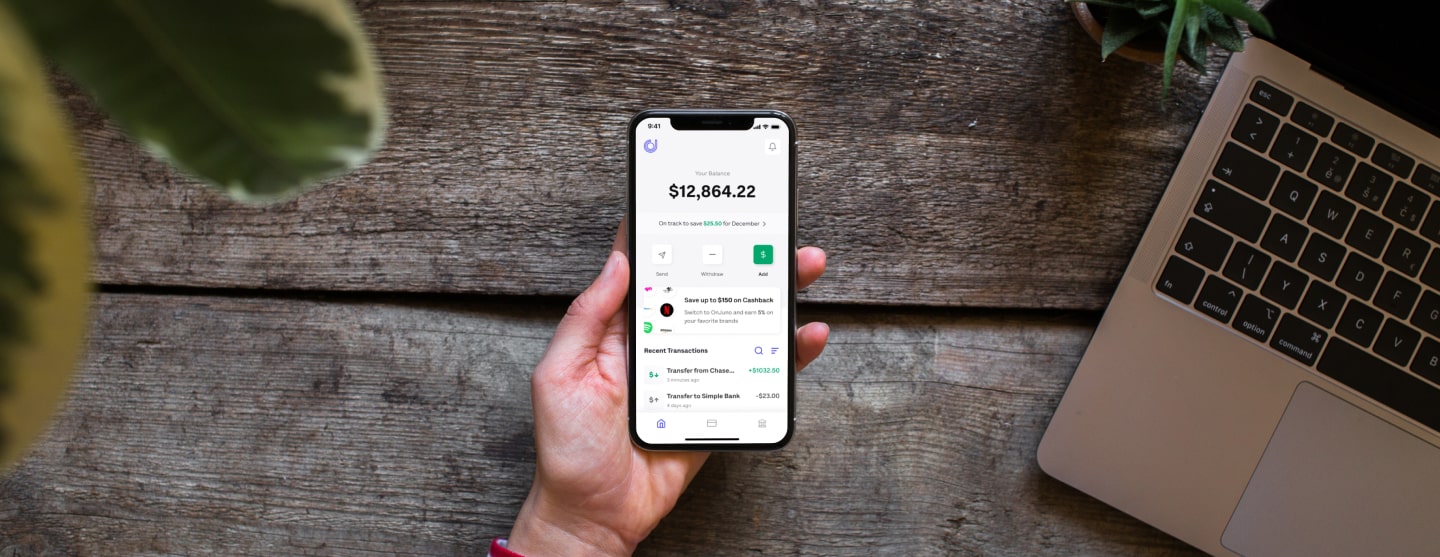 9:41
Your Balance
$12,864.22
On track to save $25.50 for December >
Send
Withdraw
Add
Save up to $150 on Cashback
Switch to OnJuno and earn 5% on
your favorite brands
Recent Transactions
Transfer from Chase...
+$1032.50
3 minutes ago
Transfer to Simple Bank
-$23.00
4 days ago
esc
> <
! 1
2 @
Q
W
E
R
A
S
D
F
G
fn
control
option
⌘
command
Z
X
C
V
B